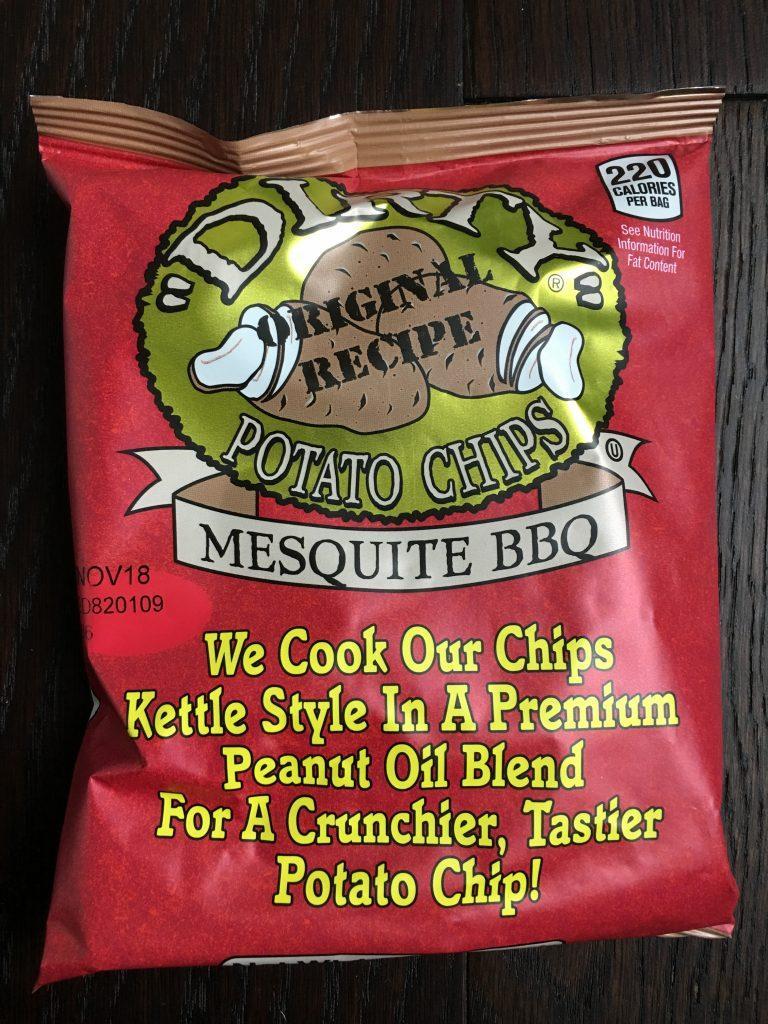 220
CALORIES
PER BAG
See Nutrition
Information For
Fat Content
"DIRTY"®
ORIGINAL
RECIPE
POTATO CHIPS
U
MESQUITE BBQ
NOV18
D820109
6
We Cook Our Chips
Kettle Style In A Premium
Peanut Oil Blend
For A Crunchier, Tastier
Potato Chip!